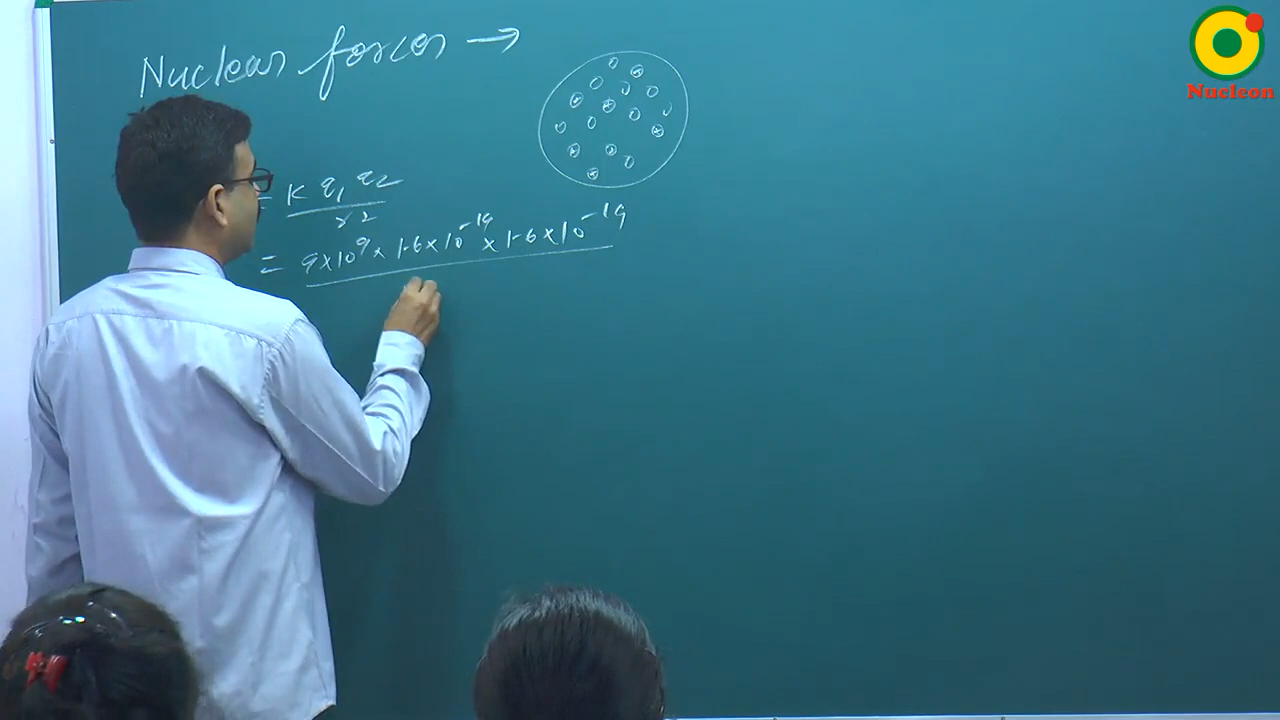 Nuclear forces →
= K q₁ q₂ / r²
= 9×10⁹ × 1.6×10⁻¹⁹ × 1.6×10⁻¹⁹
Nucleon